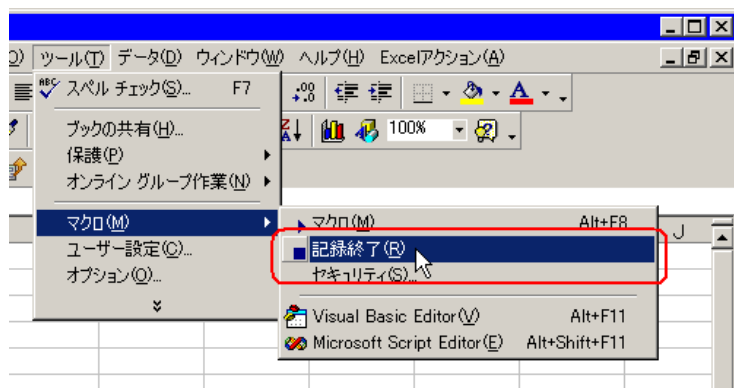 O) ツール(T) データ(D) ウィンドウ(W) ヘルプ(H) Excelアクション(A)
ABC スペル チェック(S)... F7
ブックの共有(H)...
100%
保護(P)
オンライン グループ作業(N)
マクロ(M)
マクロ(M) Alt+F8
J
ユーザー設定(C)...
記録終了(R)
オプション(O)...
セキュリティ(S)...
Visual Basic Editor(V) Alt+F11
Microsoft Script Editor(E) Alt+Shift+F11